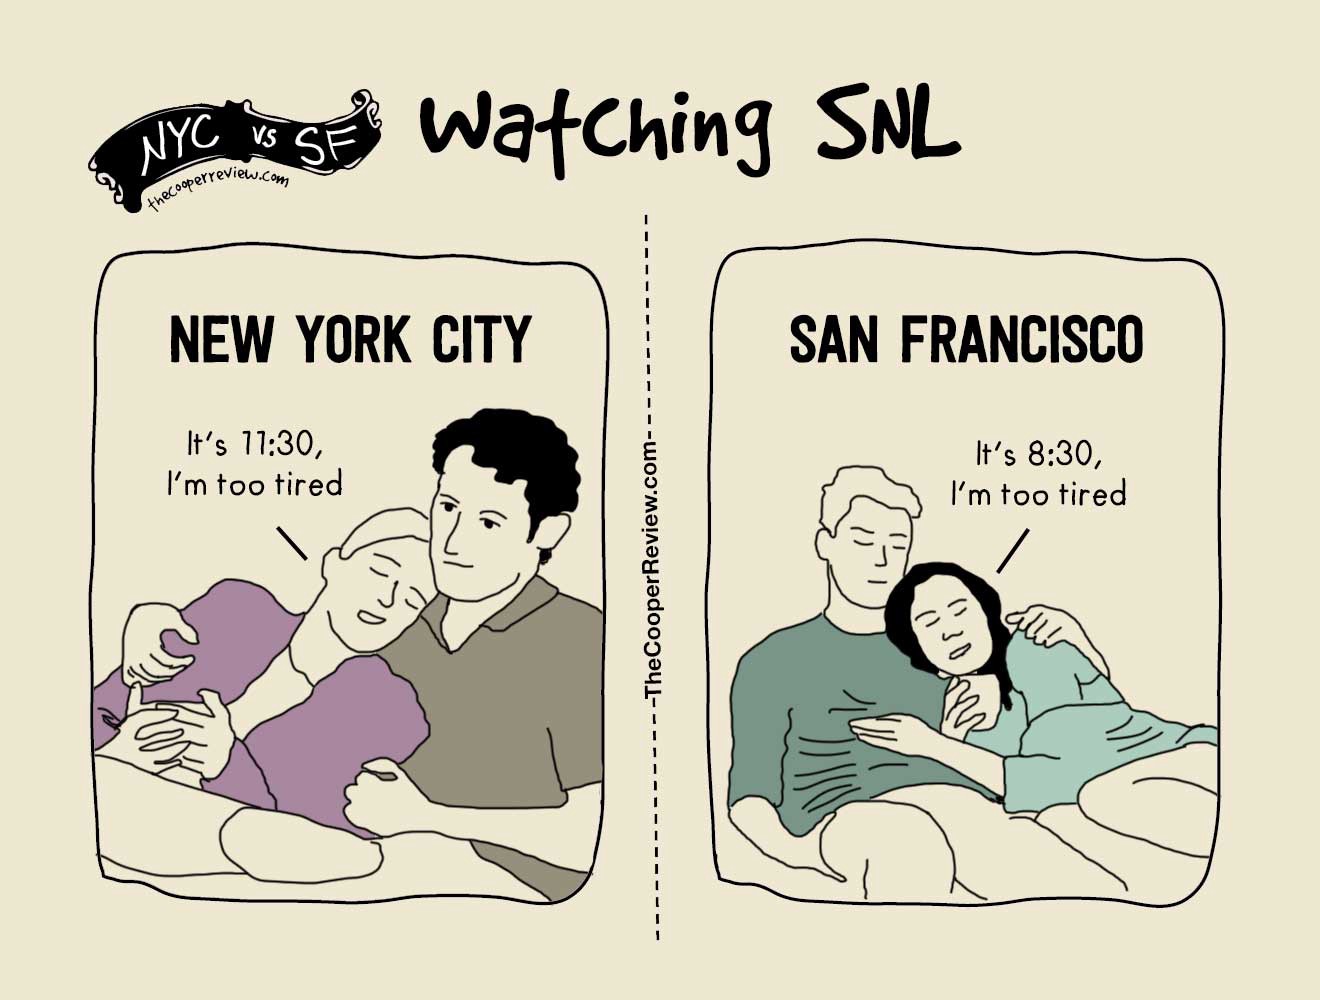 NYC vs SF
thecooperreview.com
Watching SNL
NEW YORK CITY
It's 11:30,
I'm too tired
TheCooperReview.com
SAN FRANCISCO
It's 8:30,
I'm too tired